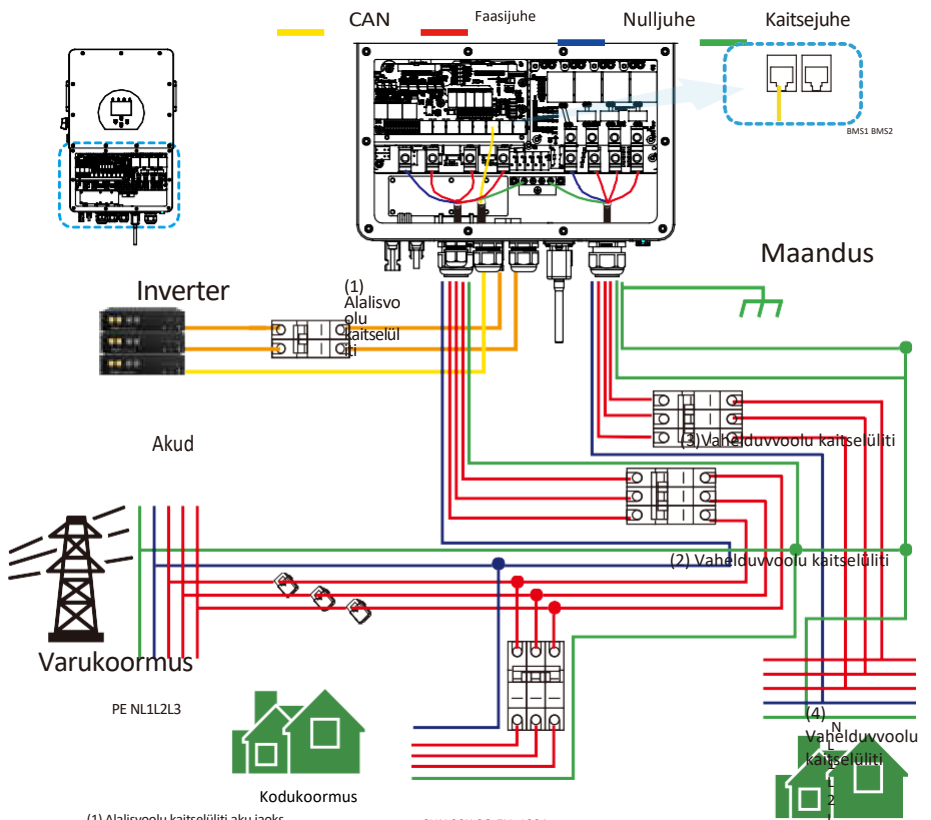 CAN
Faasijuhe
Nulljuhe
Kaitsejuhe
BMS1 BMS2
Maandus
Inverter
(1)
Alalisvo
olu
kaitselül
iti
(3)Vahelduvvoolu kaitselüliti
Akud
(2) Vahelduvvoolu kaitselüliti
Varukoormus
PE NL1L2L3
(4)
Vahelduvvoolu
kaitselüliti
N
L
2
Kodukoormus
(1) Alalisvoolu kaitselüliti aku jaoks